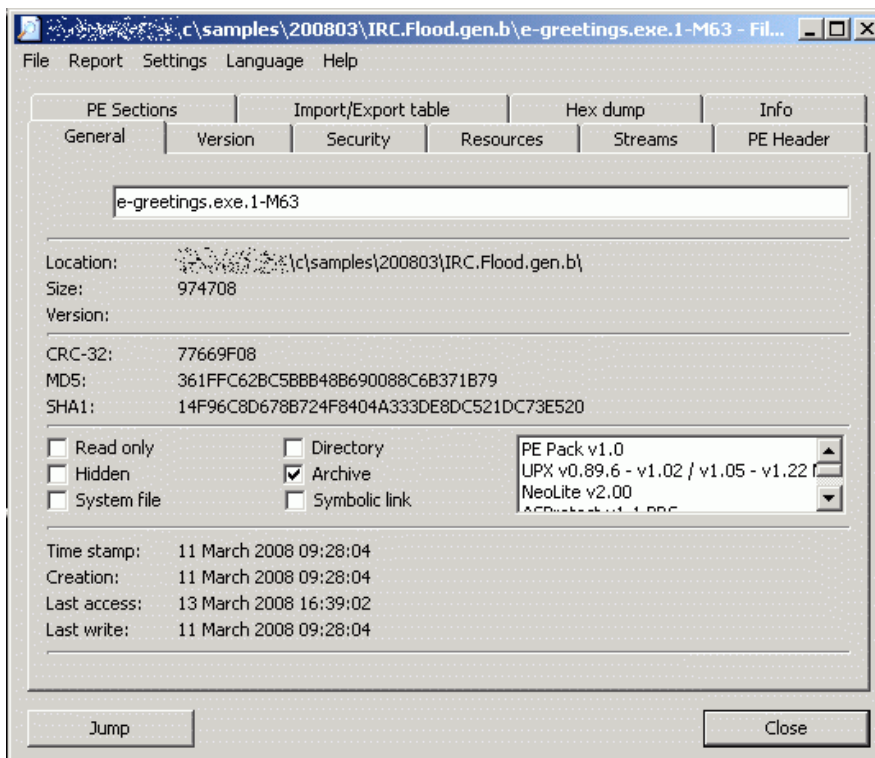 \c\samples\200803\IRC.Flood.gen.b\e-greetings.exe.1-M63 - Fil...
File Report Settings Language Help
PE Sections Import/Export table Hex dump Info
General Version Security Resources Streams PE Header
e-greetings.exe.1-M63
Location: \c\samples\200803\IRC.Flood.gen.b\
Size: 974708
Version:
CRC-32: 77669F08
MD5: 361FFC62BC5BBB48B690088C6B371B79
SHA1: 14F96C8D678B724F8404A333DE8DC521DC73E520
Read only Directory PE Pack v1.0
Hidden Archive UPX v0.89.6 - v1.02 / v1.05 - v1.22
System file Symbolic link NeoLite v2.00
Time stamp: 11 March 2008 09:28:04
Creation: 11 March 2008 09:28:04
Last access: 13 March 2008 16:39:02
Last write: 11 March 2008 09:28:04
Jump Close